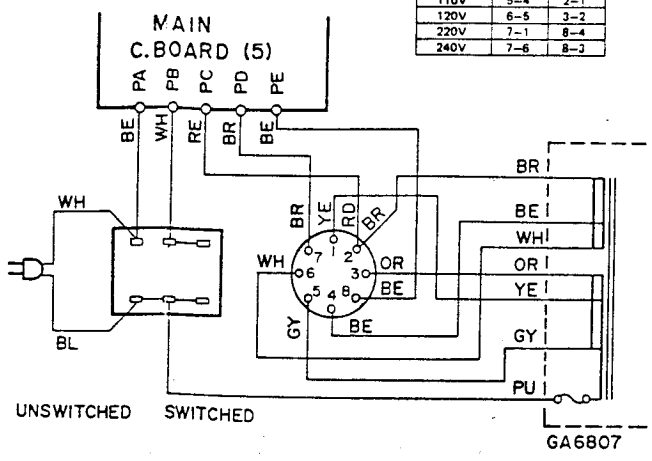 110V 5-4 2-1
120V 6-5 3-2
220V 7-1 8-4
240V 7-6 8-3
MAIN
C.BOARD (5)
PA PB PC PD PE
BE WH RE BR BE
WH
BL
BR YE RD BR
WH
OR
BE
GY
BE
7 1 2
6 3
5 4 8
BR
BE
WH
OR
YE
GY
PU
UNSWITCHED SWITCHED
GA6807